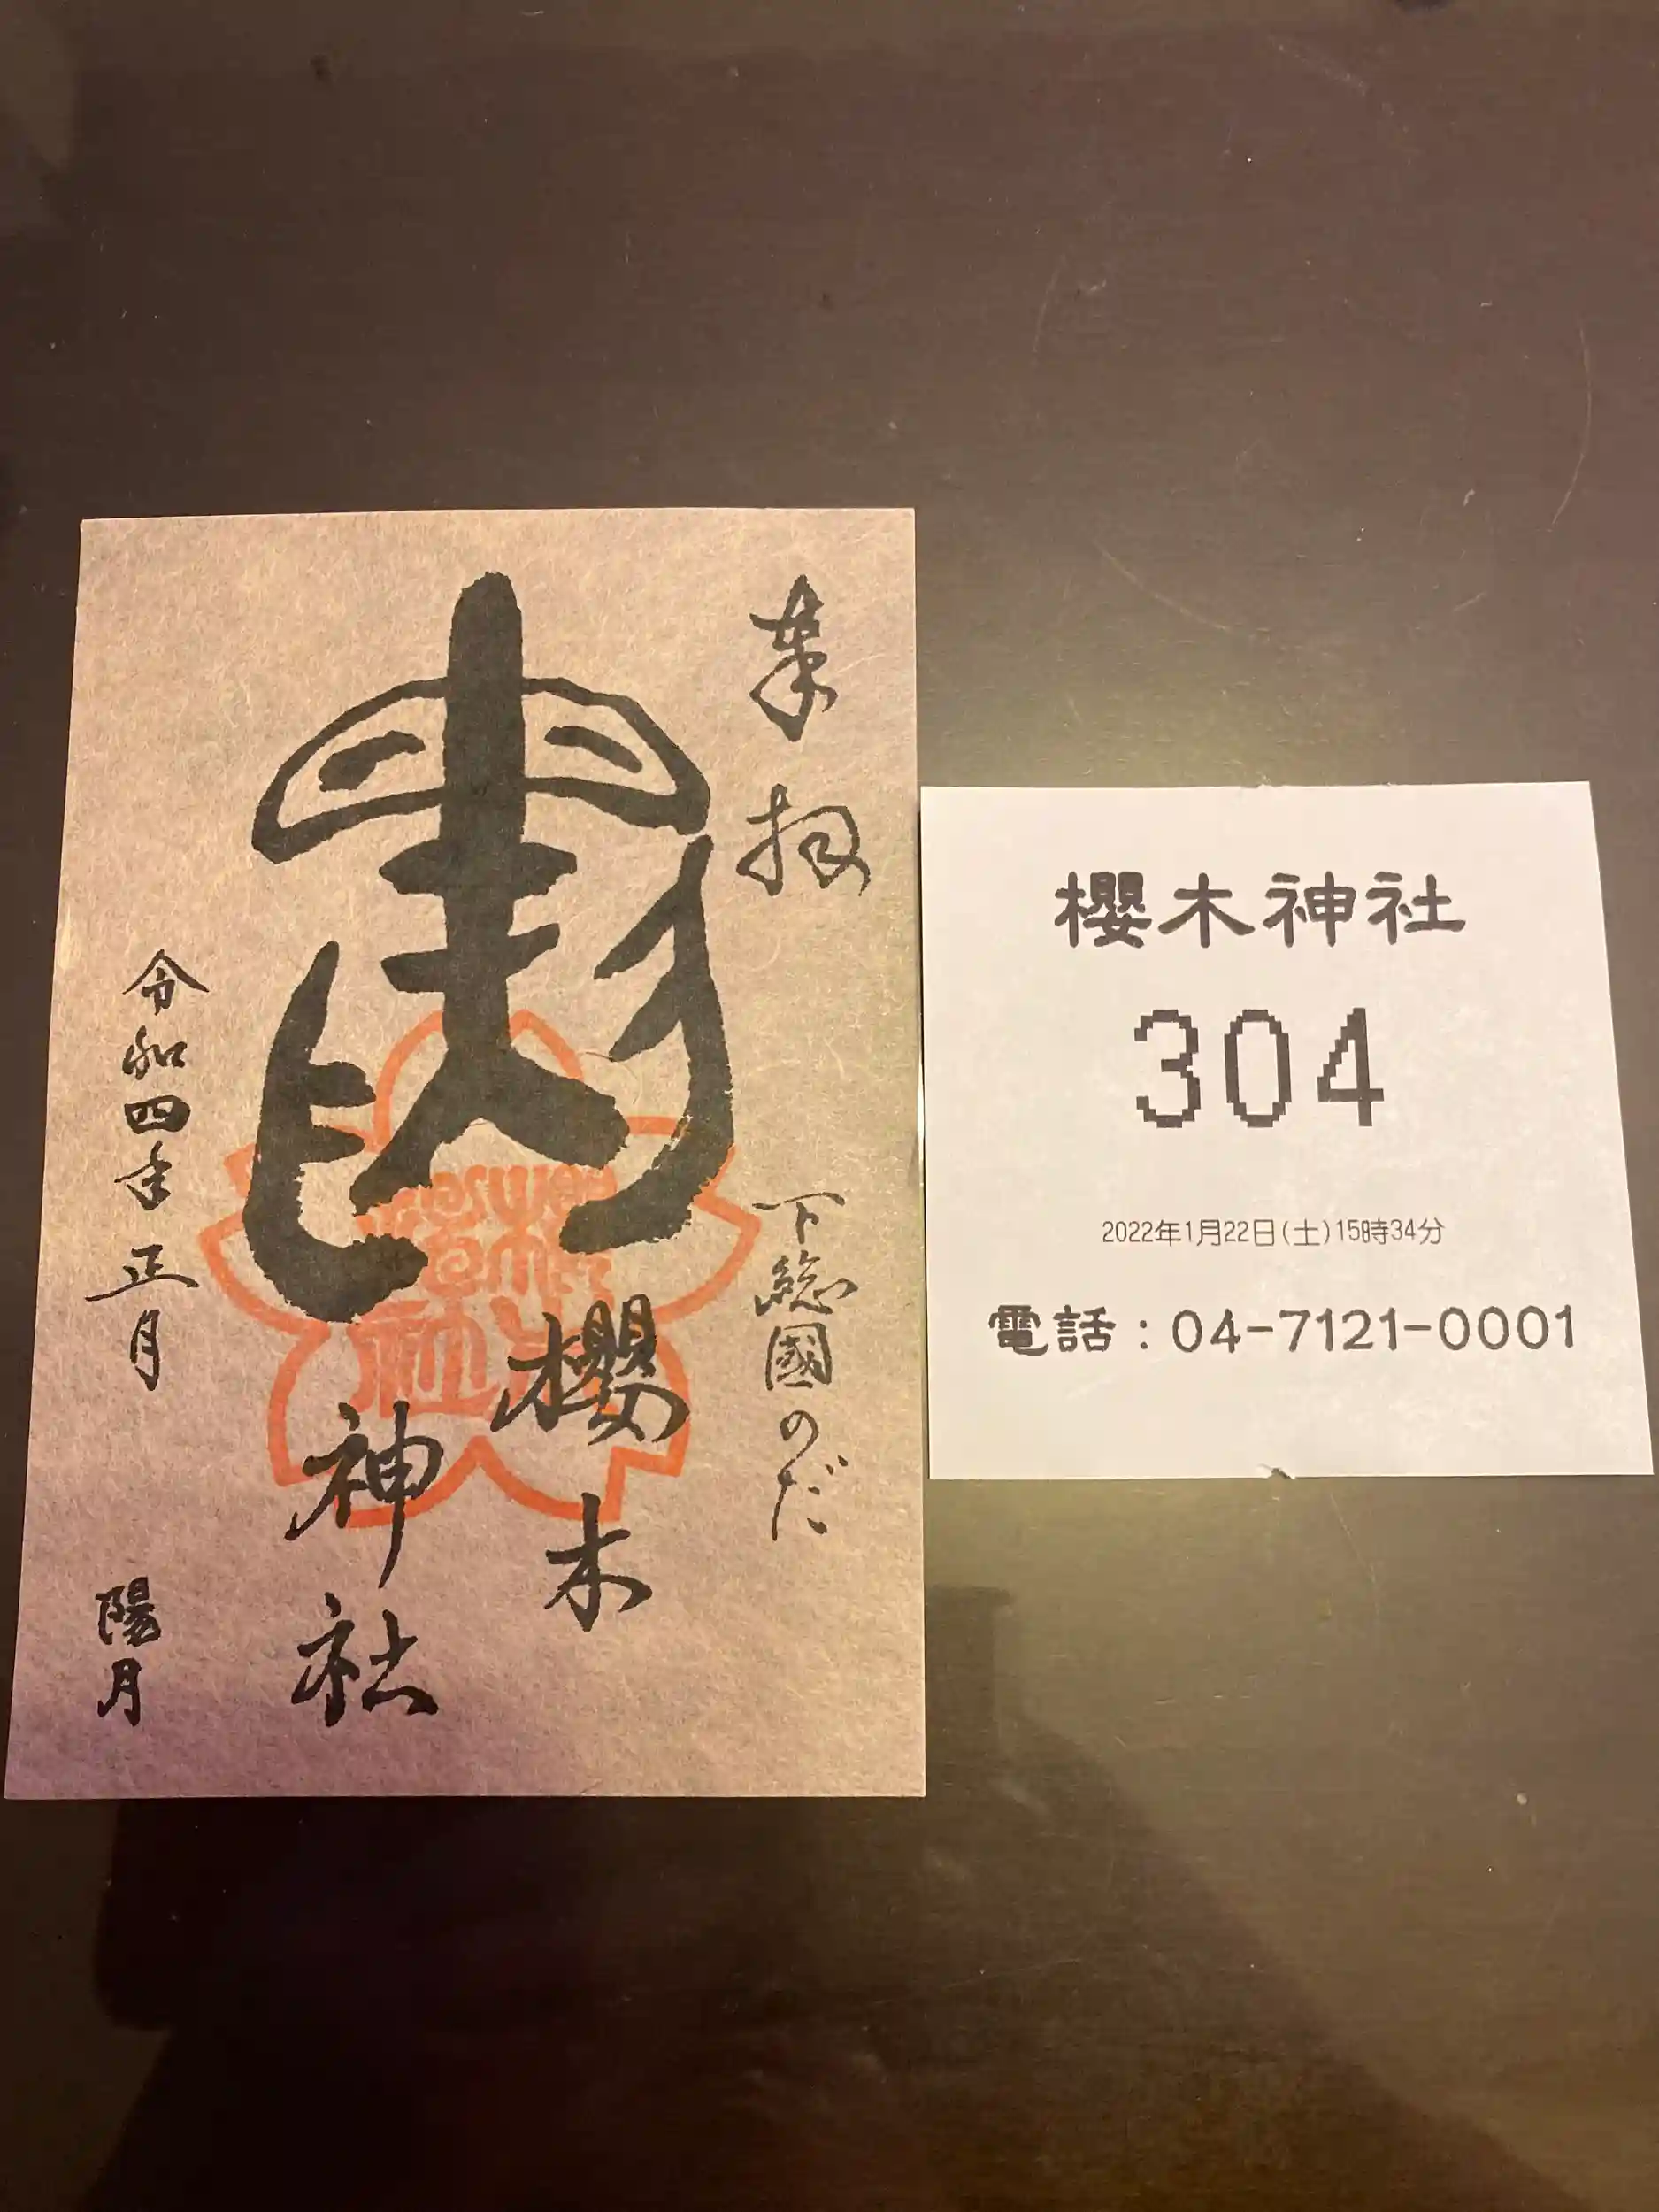 奉拝
下総國のだ
櫻木
神社
令和四年正月
陽月
櫻木神社
304
2022年1月22日(土)15時34分
電話：04-7121-0001